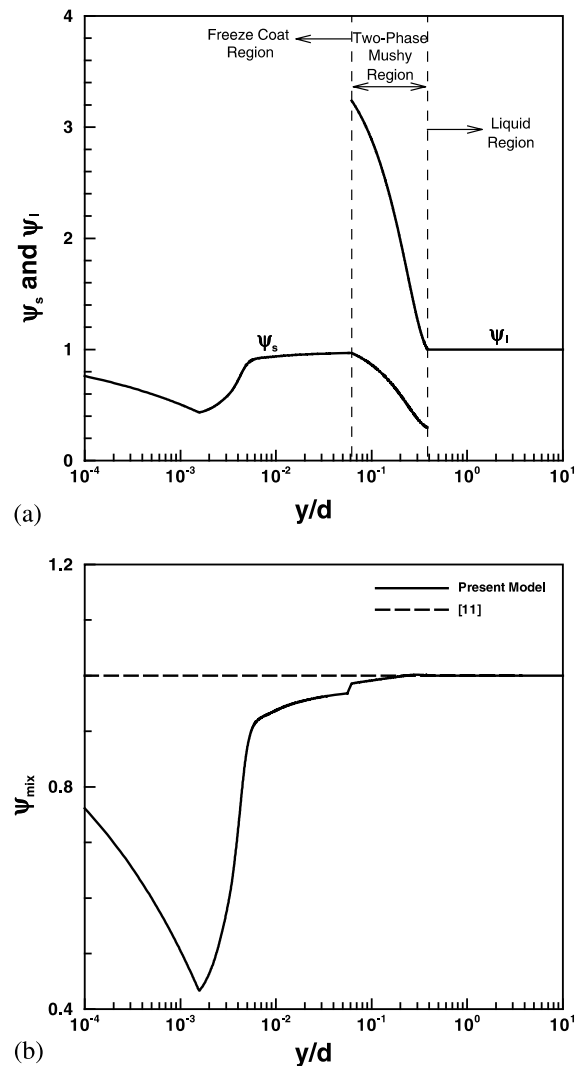 4
3
2
1
0
Ψs and Ψl
Freeze Coat
Region
Two-Phase
Mushy
Region
Liquid
Region
Ψs
Ψl
10-4
10-3
10-2
10-1
100
101
y/d
(a)
1.2
0.8
0.4
Ψmix
Present Model
[11]
10-4
10-3
10-2
10-1
100
101
y/d
(b)